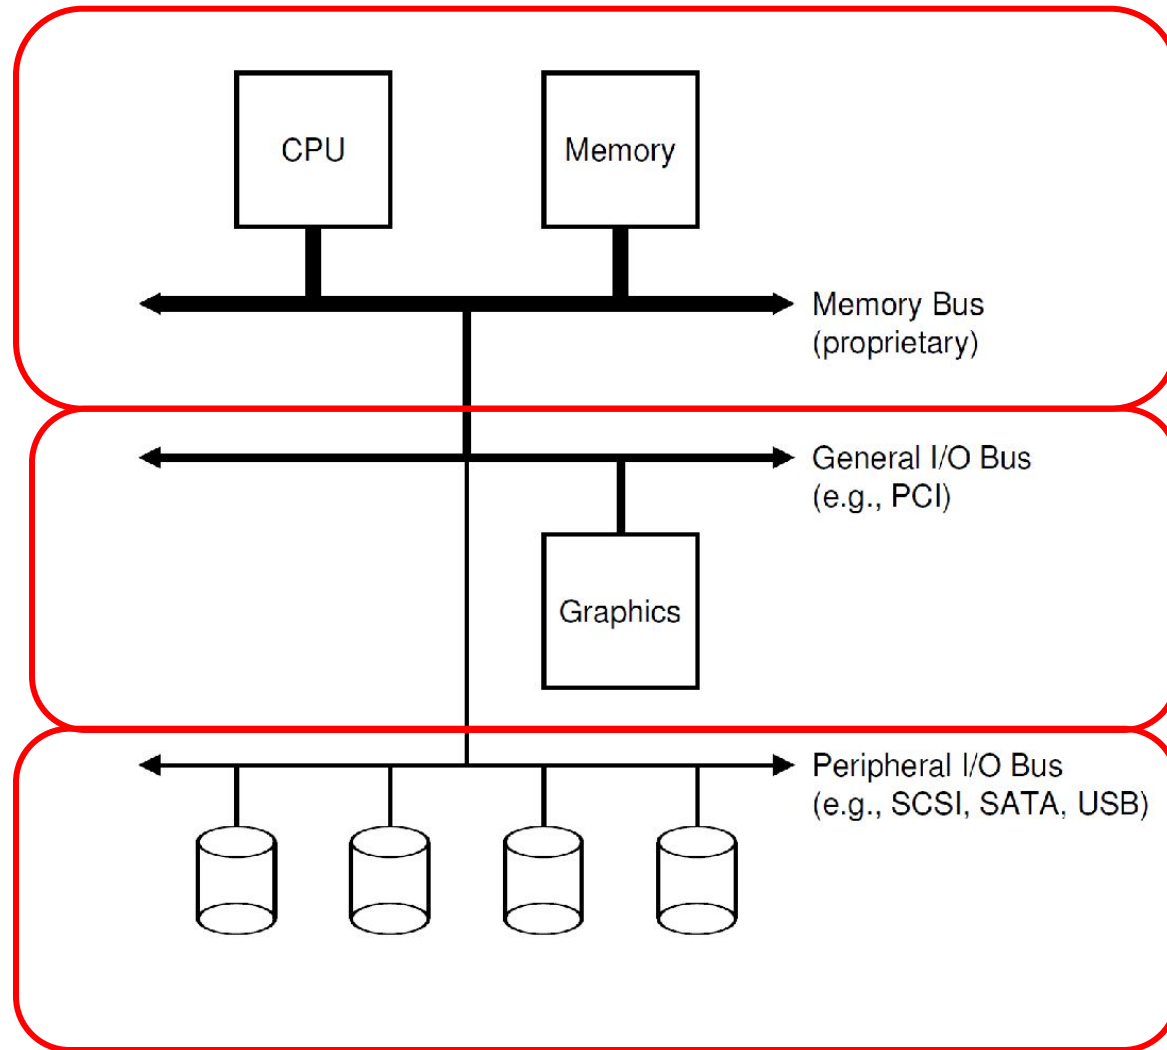 CPU
Memory
Memory Bus
(proprietary)
General I/O Bus
(e.g., PCI)
Graphics
Peripheral I/O Bus
(e.g., SCSI, SATA, USB)